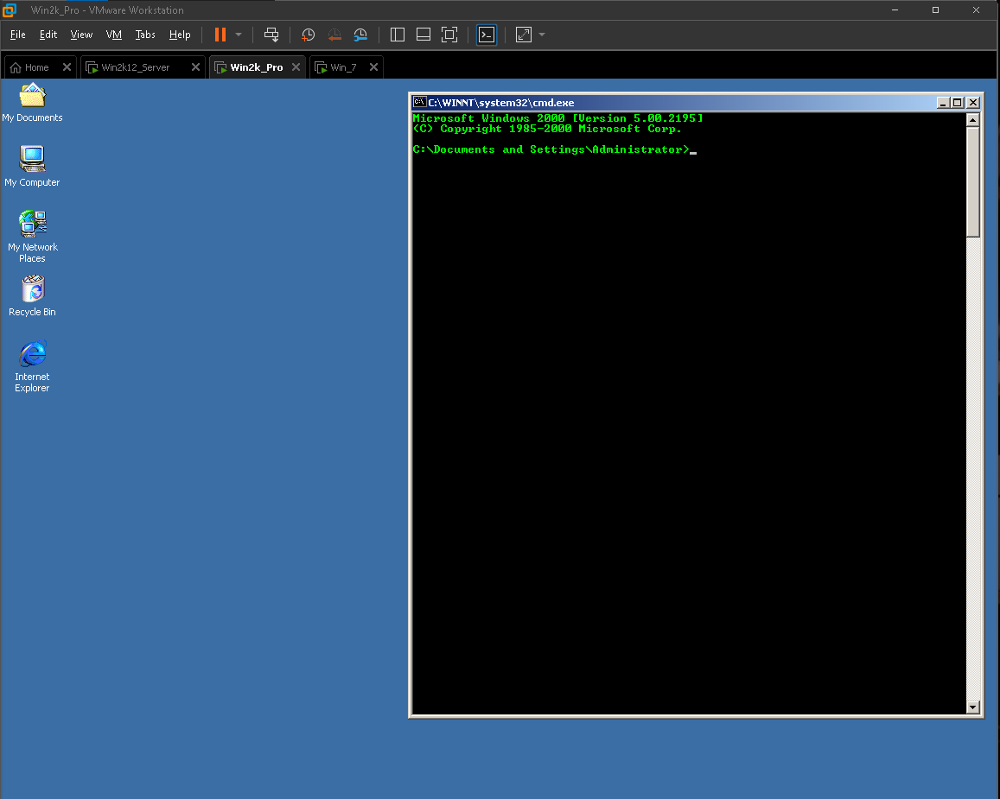 Win2k_Pro - VMware Workstation
File Edit View VM Tabs Help
Home Win2k12_Server Win2k_Pro Win_7
My Documents
My Computer
My Network
Places
Recycle Bin
Internet
Explorer
C:\WINNT\system32\cmd.exe
Microsoft Windows 2000 [Version 5.00.2195]
(C) Copyright 1985-2000 Microsoft Corp.
C:\Documents and Settings\Administrator>_